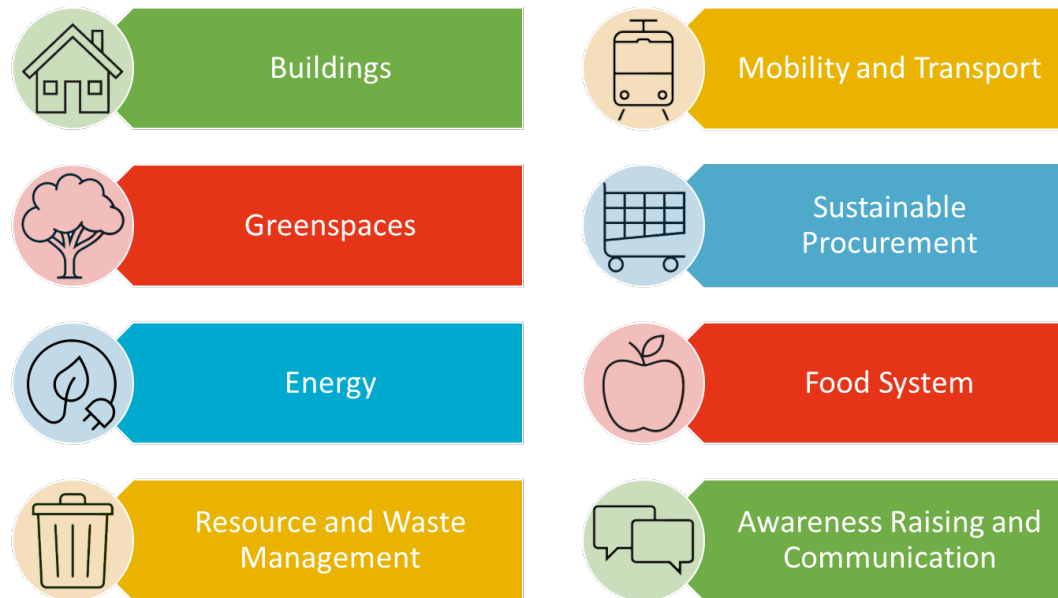 Buildings
Mobility and Transport
Greenspaces
Sustainable
Procurement
Energy
Food System
Resource and Waste
Management
Awareness Raising and
Communication